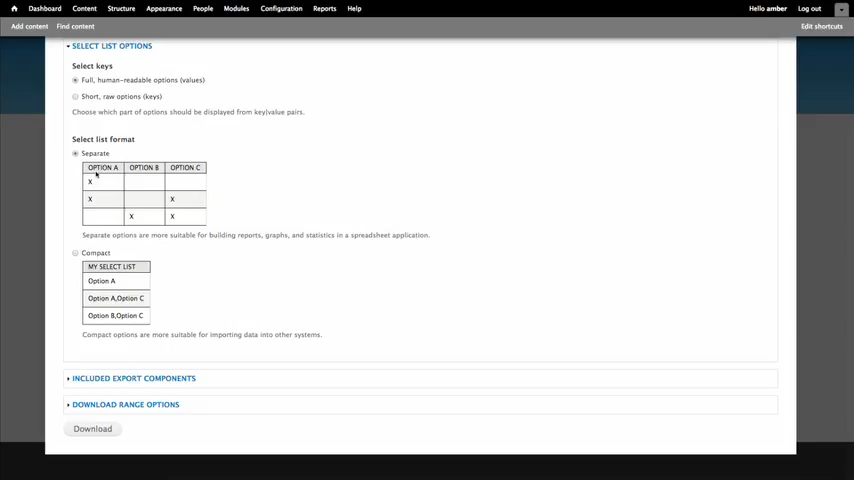 Dashboard Content Structure Appearance People Modules Configuration Reports Help Hello amber Log out
Add content Find content Edit shortcuts
SELECT LIST OPTIONS
Select keys
Full, human-readable options (values)
Short, raw options (keys)
Choose which part of options should be displayed from key|value pairs.
Select list format
Separate
OPTION A OPTION B OPTION C
X
X X
X X
Separate options are more suitable for building reports, graphs, and statistics in a spreadsheet application.
Compact
MY SELECT LIST
Option A
Option A,Option C
Option B,Option C
Compact options are more suitable for importing data into other systems.
INCLUDED EXPORT COMPONENTS
DOWNLOAD RANGE OPTIONS
Download